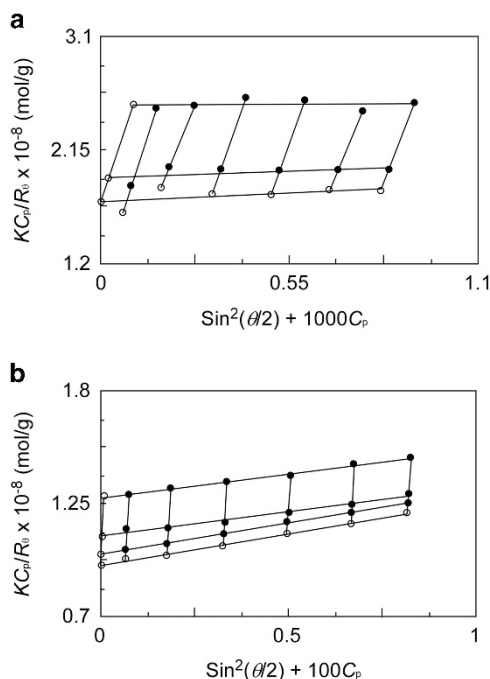 a
3.1
2.15
1.2
KCp/Rθ x 10-8 (mol/g)
0 0.55 1.1
Sin2(θ/2) + 1000Cp
b
1.8
1.25
0.7
KCp/Rθ x 10-8 (mol/g)
0 0.5 1
Sin2(θ/2) + 100Cp